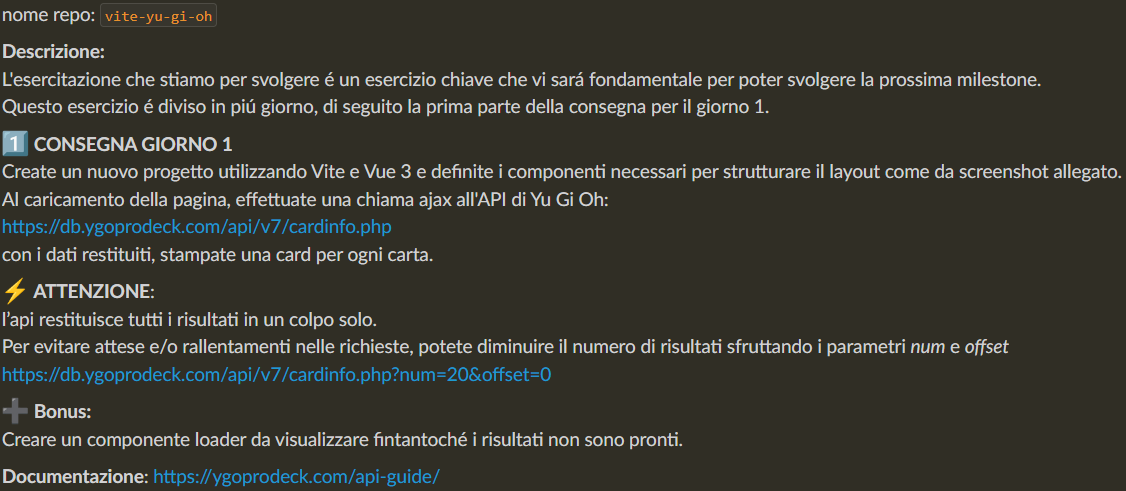 nome repo: vite-yu-gi-oh
Descrizione:
L'esercitazione che stiamo per svolgere é un esercizio chiave che vi sará fondamentale per poter svolgere la prossima milestone.
Questo esercizio é diviso in piú giorno, di seguito la prima parte della consegna per il giorno 1.
1️⃣ CONSEGNA GIORNO 1
Create un nuovo progetto utilizzando Vite e Vue 3 e definite i componenti necessari per strutturare il layout come da screenshot allegato.
Al caricamento della pagina, effettuate una chiama ajax all'API di Yu Gi Oh:
https://db.ygoprodeck.com/api/v7/cardinfo.php
con i dati restituiti, stampate una card per ogni carta.
⚡ ATTENZIONE:
l’api restituisce tutti i risultati in un colpo solo.
Per evitare attese e/o rallentamenti nelle richieste, potete diminuire il numero di risultati sfruttando i parametri num e offset
https://db.ygoprodeck.com/api/v7/cardinfo.php?num=20&offset=0
➕ Bonus:
Creare un componente loader da visualizzare fintantoché i risultati non sono pronti.
Documentazione: https://ygoprodeck.com/api-guide/